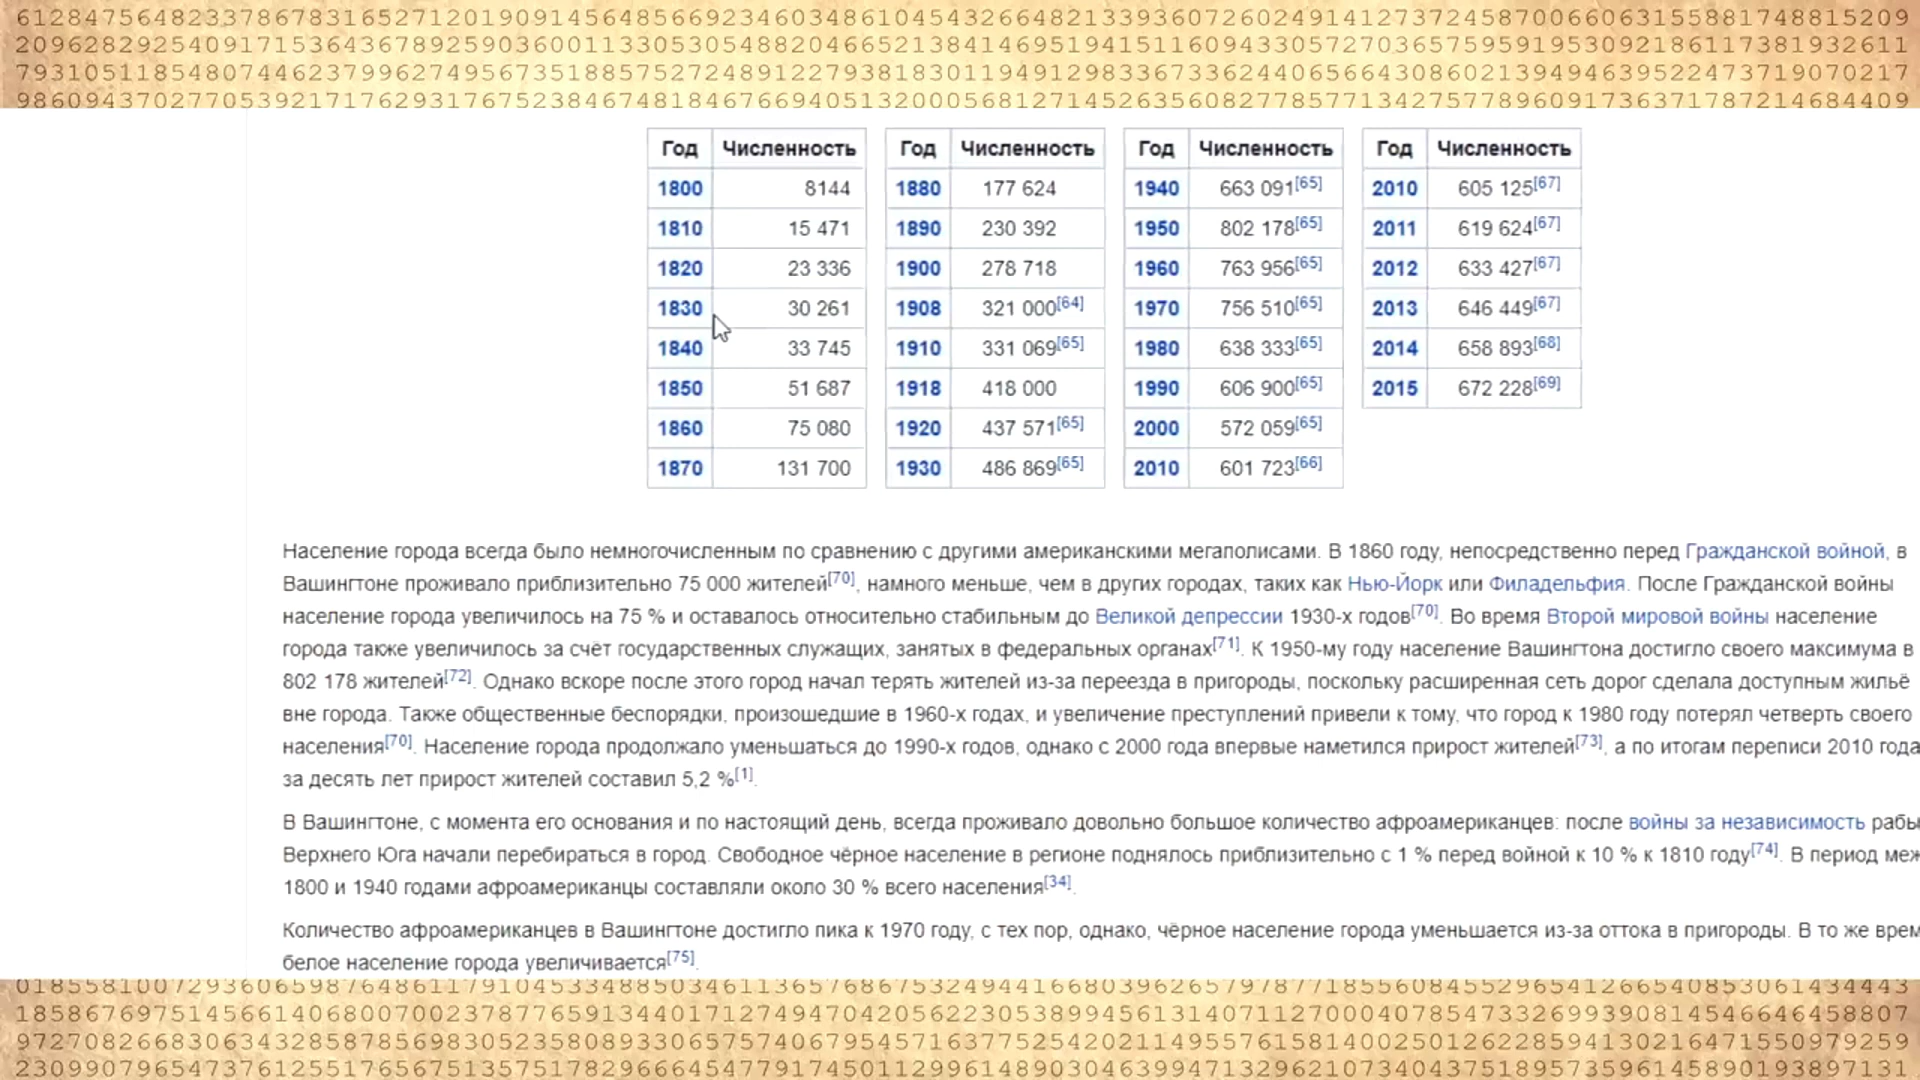 61284756482337867831652712019091456485669234603486104543266482133936072602491412737245870066063155881748815209
2096282925409171536436789259036001133053054882046652138414695194151160943305727036575959195309218611738193261 1
7931051185480744623799627495673518857527248912279381830119491298336733624406566430860213949463952247371907021 7
9860943702770539217176293176752384674818467669405132000568127145263560827785771342757789609173637178721468440 9
Год Численность Год Численность Год Численность Год Численность
1800 8144 1880 177 624 1940 663 091[65] 2010 605 125[67]
1810 15 471 1890 230 392 1950 802 178[65] 2011 619 624[67]
1820 23 336 1900 278 718 1960 763 956[65] 2012 633 427[67]
1830 30 261 1908 321 000[64] 1970 756 510[65] 2013 646 449[67]
1840 33 745 1910 331 069[65] 1980 638 333[65] 2014 658 893[68]
1850 51 687 1918 418 000 1990 606 900[65] 2015 672 228[69]
1860 75 080 1920 437 571[65] 2000 572 059[65]
1870 131 700 1930 486 869[65] 2010 601 723[66]
Население города всегда было немногочисленным по сравнению с другими американскими мегаполисами. В 1860 году, непосредственно перед Гражданской войной, в
Вашингтоне проживало приблизительно 75 000 жителей[70], намного меньше, чем в других городах, таких как Нью-Йорк или Филадельфия. После Гражданской войны
население города увеличилось на 75 % и оставалось относительно стабильным до Великой депрессии 1930-х годов[70]. Во время Второй мировой войны население
города также увеличилось за счёт государственных служащих, занятых в федеральных органах[71]. К 1950-му году население Вашингтона достигло своего максимума в
802 178 жителей[72]. Однако вскоре после этого город начал терять жителей из-за переезда в пригороды, поскольку расширенная сеть дорог сделала доступным жильё
вне города. Также общественные беспорядки, произошедшие в 1960-х годах, и увеличение преступлений привели к тому, что город к 1980 году потерял четверть своего
населения[70]. Население города продолжало уменьшаться до 1990-х годов, однако с 2000 года впервые наметился прирост жителей[73], а по итогам переписи 2010 года
за десять лет прирост жителей составил 5,2 %[1].
В Вашингтоне, с момента его основания и по настоящий день, всегда проживало довольно большое количество афроамериканцев: после войны за независимость рабы
Верхнего Юга начали перебираться в город. Свободное чёрное население в регионе поднялось приблизительно с 1 % перед войной к 10 % к 1810 году[74]. В период меж
1800 и 1940 годами афроамериканцы составляли около 30 % всего населения[34].
Количество афроамериканцев в Вашингтоне достигло пика к 1970 году, с тех пор, однако, чёрное население города уменьшается из-за оттока в пригороды. В то же врем
белое население города увеличивается[75].